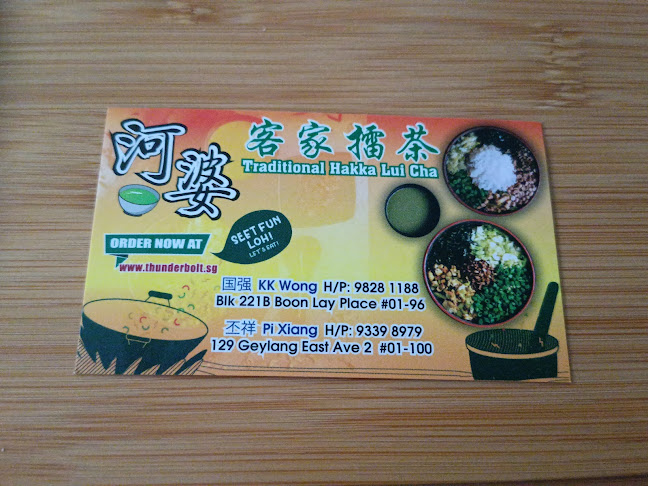 河婆
客家擂茶
Traditional Hakka Lui Cha
ORDER NOW AT
www.thunderbolt.sg
SEET FUN
LOH!
LET'S EAT!
国强 KK Wong H/P: 9828 1188
Blk 221B Boon Lay Place #01-96
丕祥 Pi Xiang H/P: 9339 8979
129 Geylang East Ave 2 #01-100